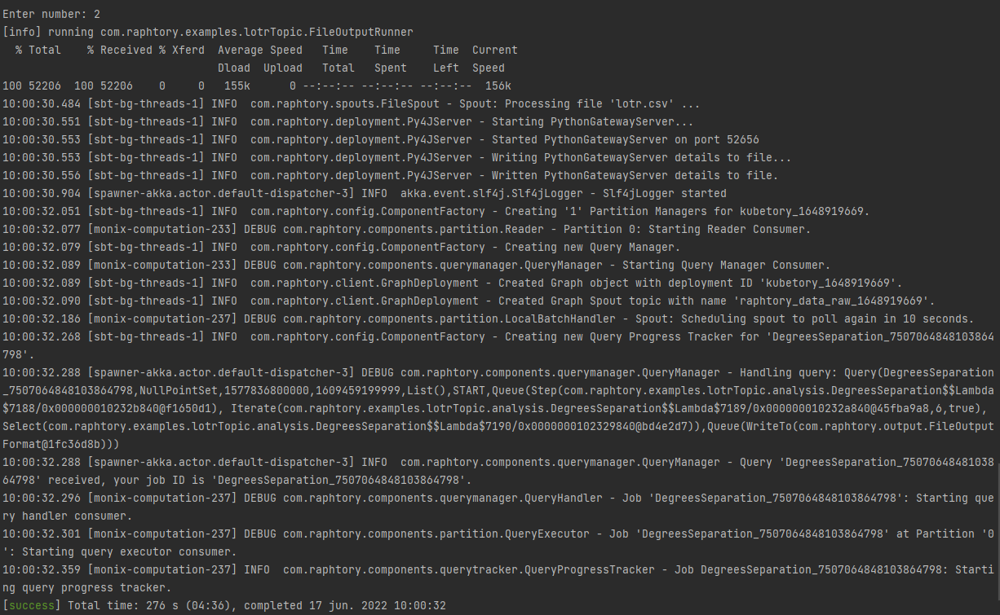 Enter number: 2
[info] running com.raphtory.examples.lotrTopic.FileOutputRunner
  % Total    % Received % Xferd  Average Speed   Time    Time     Time  Current
                                 Dload  Upload   Total   Spent    Left  Speed
100 52206  100 52206    0     0   155k      0 --:--:-- --:--:-- --:--:--  156k
10:00:30.484 [sbt-bg-threads-1] INFO  com.raphtory.spouts.FileSpout - Spout: Processing file 'lotr.csv' ...
10:00:30.551 [sbt-bg-threads-1] INFO  com.raphtory.deployment.Py4JServer - Starting PythonGatewayServer...
10:00:30.553 [sbt-bg-threads-1] INFO  com.raphtory.deployment.Py4JServer - Started PythonGatewayServer on port 52656
10:00:30.553 [sbt-bg-threads-1] INFO  com.raphtory.deployment.Py4JServer - Writing PythonGatewayServer details to file...
10:00:30.556 [sbt-bg-threads-1] INFO  com.raphtory.deployment.Py4JServer - Written PythonGatewayServer details to file.
10:00:30.904 [spawner-akka.actor.default-dispatcher-3] INFO  akka.event.slf4j.Slf4jLogger - Slf4jLogger started
10:00:32.051 [sbt-bg-threads-1] INFO  com.raphtory.config.ComponentFactory - Creating '1' Partition Managers for kubetory_1648919669.
10:00:32.077 [monix-computation-233] DEBUG com.raphtory.components.partition.Reader - Partition 0: Starting Reader Consumer.
10:00:32.079 [sbt-bg-threads-1] INFO  com.raphtory.config.ComponentFactory - Creating new Query Manager.
10:00:32.089 [monix-computation-233] DEBUG com.raphtory.components.querymanager.QueryManager - Starting Query Manager Consumer.
10:00:32.089 [sbt-bg-threads-1] INFO  com.raphtory.client.GraphDeployment - Created Graph object with deployment ID 'kubetory_1648919669'.
10:00:32.090 [sbt-bg-threads-1] INFO  com.raphtory.client.GraphDeployment - Created Graph Spout topic with name 'raphtory_data_raw_1648919669'.
10:00:32.186 [monix-computation-237] DEBUG com.raphtory.components.partition.LocalBatchHandler - Spout: Scheduling spout to poll again in 10 seconds.
10:00:32.268 [sbt-bg-threads-1] INFO  com.raphtory.config.ComponentFactory - Creating new Query Progress Tracker for 'DegreesSeparation_7507064848103864
798'.
10:00:32.288 [spawner-akka.actor.default-dispatcher-3] DEBUG com.raphtory.components.querymanager.QueryManager - Handling query: Query(DegreesSeparation
_7507064848103864798,NullPointSet,1577836800000,1609459199999,List(),START,Queue(Step(com.raphtory.examples.lotrTopic.analysis.DegreesSeparation$$Lambda
$7188/0x000000010232b840@f1650d1), Iterate(com.raphtory.examples.lotrTopic.analysis.DegreesSeparation$$Lambda$7189/0x000000010232a840@45fba9a8,6,true),
Select(com.raphtory.examples.lotrTopic.analysis.DegreesSeparation$$Lambda$7190/0x0000000102329840@bd4e2d7)),Queue(WriteTo(com.raphtory.output.FileOutput
Format@1fc36d8b)))
10:00:32.288 [spawner-akka.actor.default-dispatcher-3] INFO  com.raphtory.components.querymanager.QueryManager - Query 'DegreesSeparation_75070648481038
64798' received, your job ID is 'DegreesSeparation_7507064848103864798'.
10:00:32.296 [monix-computation-237] DEBUG com.raphtory.components.querymanager.QueryHandler - Job 'DegreesSeparation_7507064848103864798': Starting que
ry handler consumer.
10:00:32.301 [monix-computation-237] DEBUG com.raphtory.components.partition.QueryExecutor - Job 'DegreesSeparation_7507064848103864798' at Partition '0
': Starting query executor consumer.
10:00:32.359 [monix-computation-237] INFO  com.raphtory.components.querytracker.QueryProgressTracker - Job DegreesSeparation_7507064848103864798: Starti
ng query progress tracker.
[success] Total time: 276 s (04:36), completed 17 jun. 2022 10:00:32